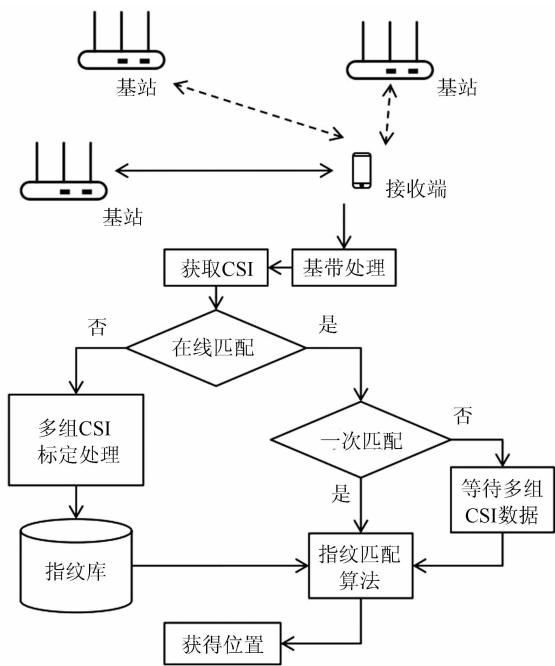 基站
基站
基站
接收端
获取CSI
基带处理
否
在线匹配
是
多组CSI
标定处理
一次匹配
否
是
等待多组
CSI数据
指纹库
指纹匹配
算法
获得位置